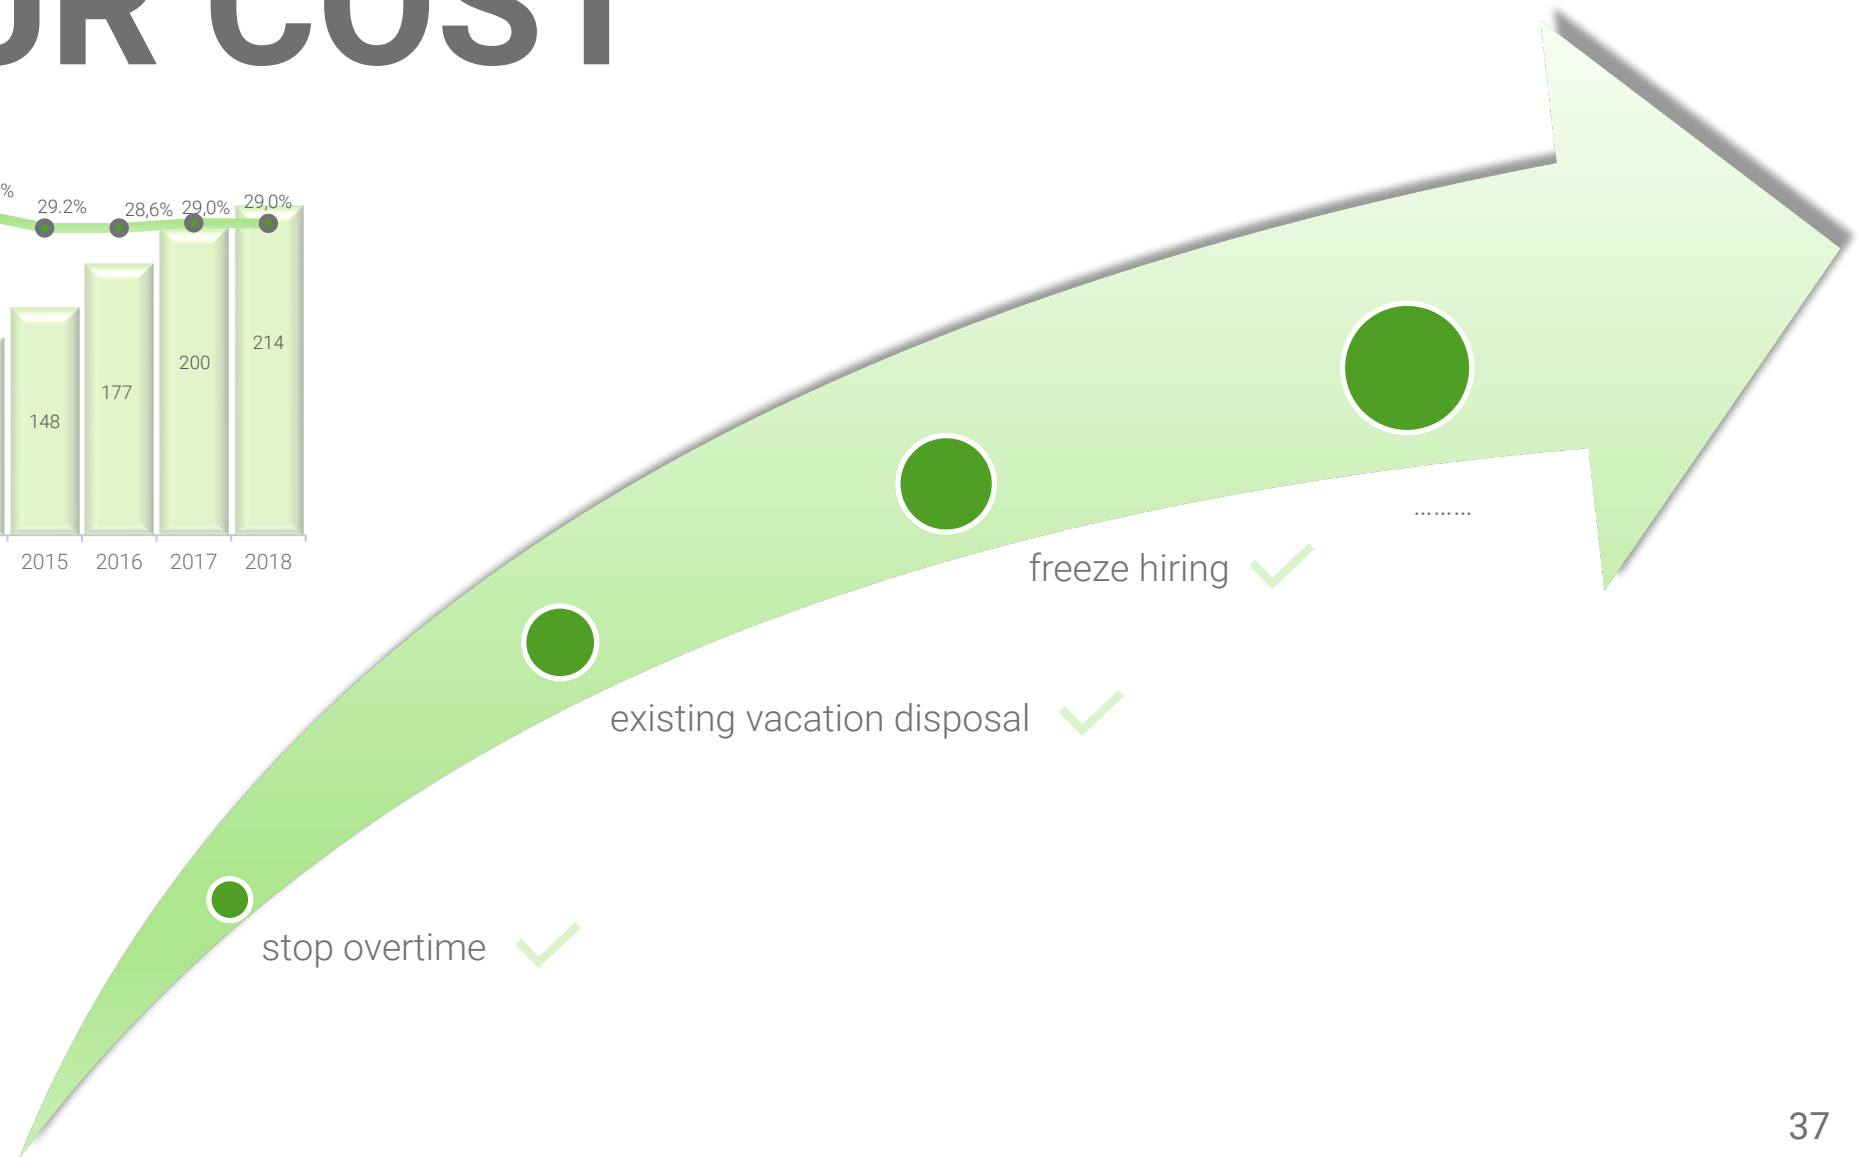 COST
%
29.2%
28,6%
29,0%
29,0%
148
177
200
214
2015 2016 2017 2018
.........
freeze hiring
existing vacation disposal
stop overtime
37